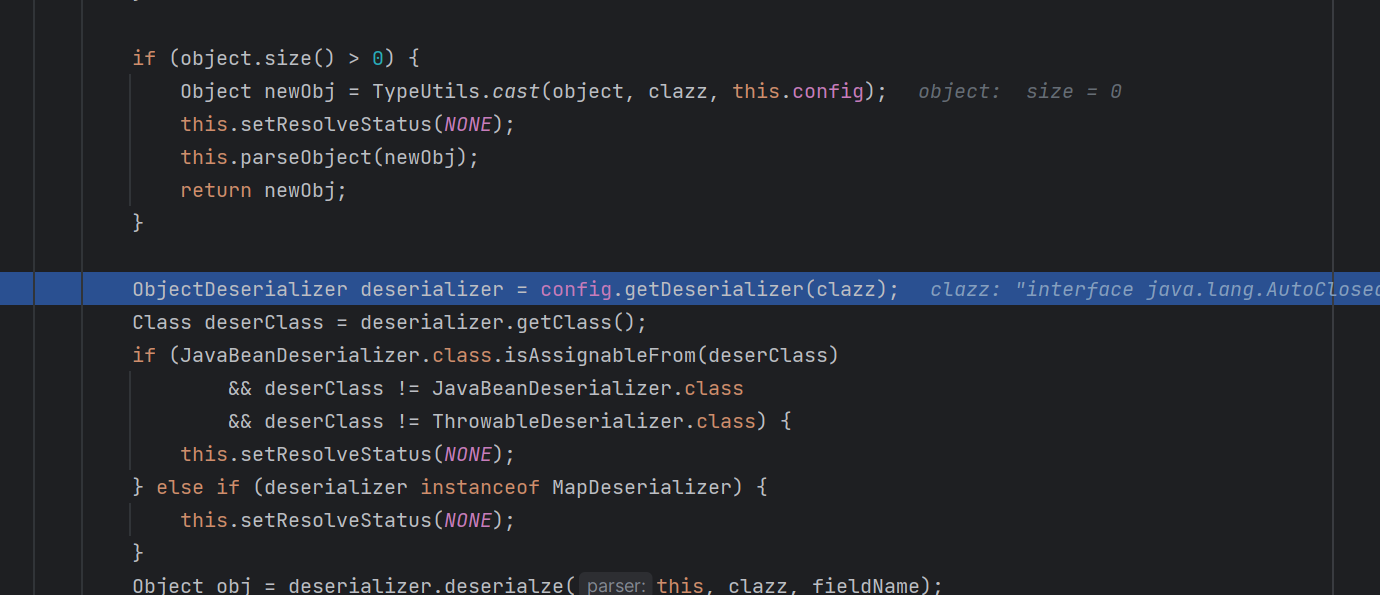 }
if (object.size() > 0) {
Object newObj = TypeUtils.cast(object, clazz, this.config);   object:  size = 0
this.setResolveStatus(NONE);
this.parseObject(newObj);
return newObj;
}
ObjectDeserializer deserializer = config.getDeserializer(clazz);   clazz: "interface java.lang.AutoClosea
Class deserClass = deserializer.getClass();
if (JavaBeanDeserializer.class.isAssignableFrom(deserClass)
&& deserClass != JavaBeanDeserializer.class
&& deserClass != ThrowableDeserializer.class) {
this.setResolveStatus(NONE);
} else if (deserializer instanceof MapDeserializer) {
this.setResolveStatus(NONE);
}
Object obj = deserializer.deserialze( parser: this, clazz, fieldName);